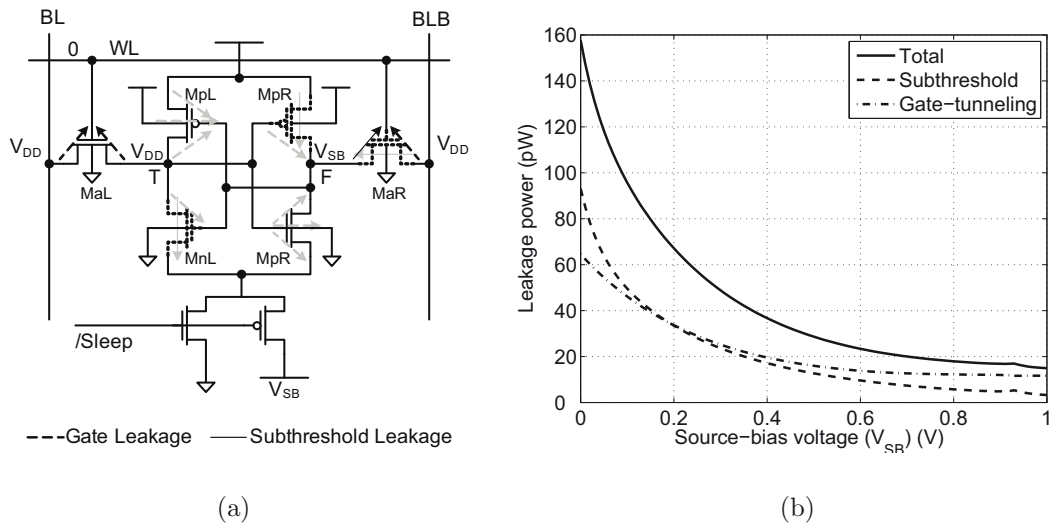 BL
BLB
0 WL
MpL
MpR
V_DD
V_DD
V_SB
V_DD
T
F
MaL
MaR
MnL
MpR
/Sleep
V_SB
Gate Leakage
Subthreshold Leakage
(a)
160
140
120
100
80
60
40
20
0
Leakage power (pW)
Total
Subthreshold
Gate−tunneling
0
0.2
0.4
0.6
0.8
1
Source−bias voltage (V_SB) (V)
(b)